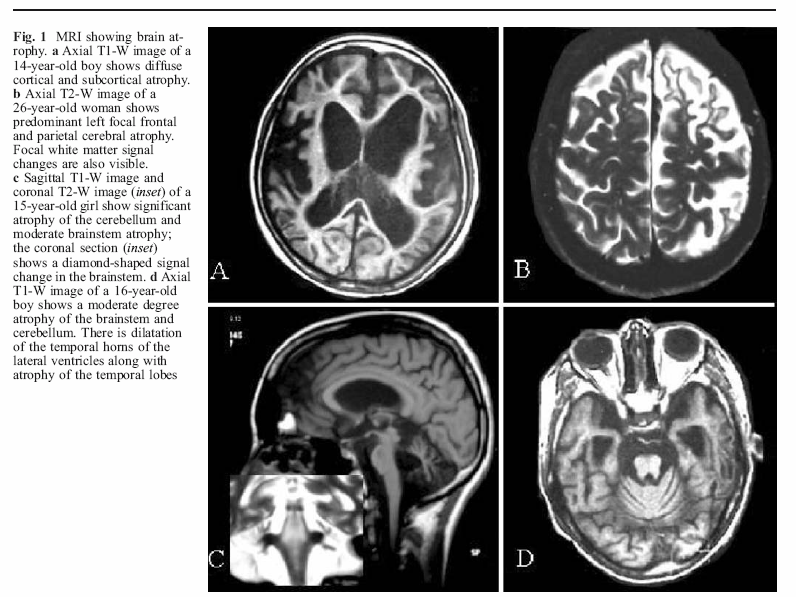 Fig. 1 MRI showing brain at-
rophy. a Axial T1-W image of a
14-year-old boy shows diffuse
cortical and subcortical atrophy.
b Axial T2-W image of a
26-year-old woman shows
predominant left focal frontal
and parietal cerebral atrophy.
Focal white matter signal
changes are also visible.
c Sagittal T1-W image and
coronal T2-W image (inset) of a
15-year-old girl show significant
atrophy of the cerebellum and
moderate brainstem atrophy;
the coronal section (inset)
shows a diamond-shaped signal
change in the brainstem. d Axial
T1-W image of a 16-year-old
boy shows a moderate degree
atrophy of the brainstem and
cerebellum. There is dilatation
of the temporal horns of the
lateral ventricles along with
atrophy of the temporal lobes
A
B
C
D